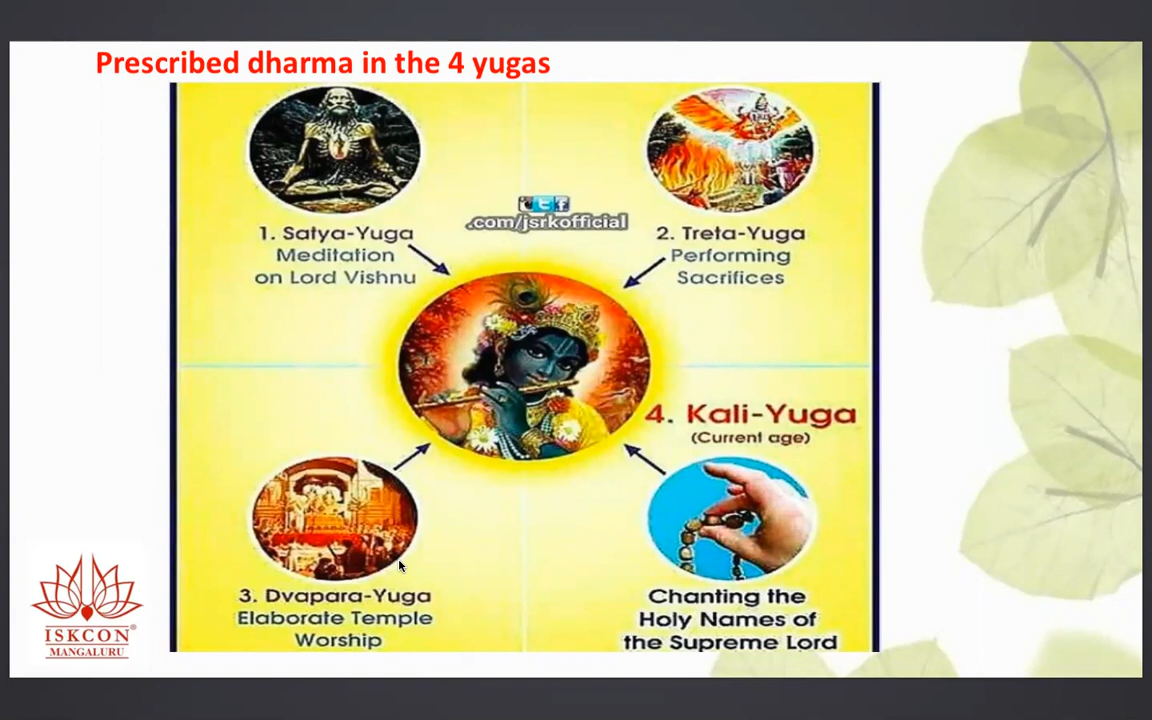 Prescribed dharma in the 4 yugas
.com/jsrkofficial
1. Satya-Yuga
Meditation
on Lord Vishnu
2. Treta-Yuga
Performing
Sacrifices
4. Kali-Yuga
(Current age)
3. Dvapara-Yuga
Elaborate Temple
Worship
Chanting the
Holy Names of
the Supreme Lord
ISKCON®
MANGALURU